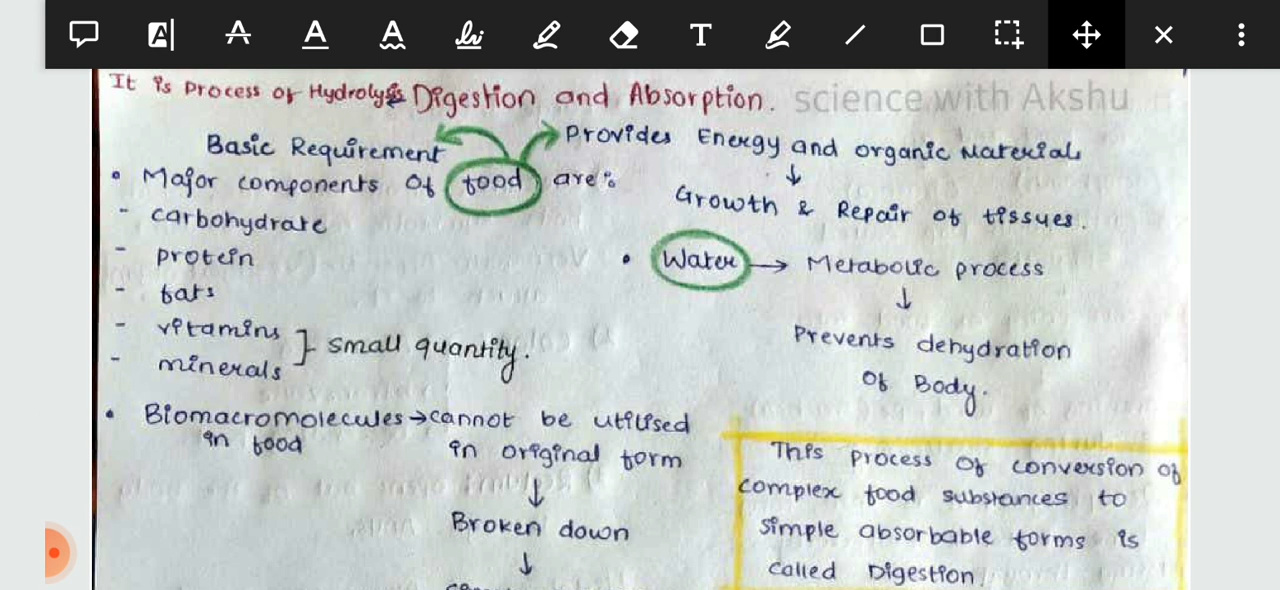 It is Process of Hydrolysis Digestion and Absorption. science with Akshu
Basic Requirement
Provides Energy and organic Material
• Major components of food are:
Growth & Repair of tissues.
- carbohydrate
- protein
- fats
- vitamins
- minerals
small quantity.
• Water → Metabolic process
↓
Prevents dehydration
of Body.
• Biomacromolecules → cannot be utilised
in food in original form
↓
Broken down
↓
This process of conversion of
complex food substances to
simple absorbable forms is
called Digestion.